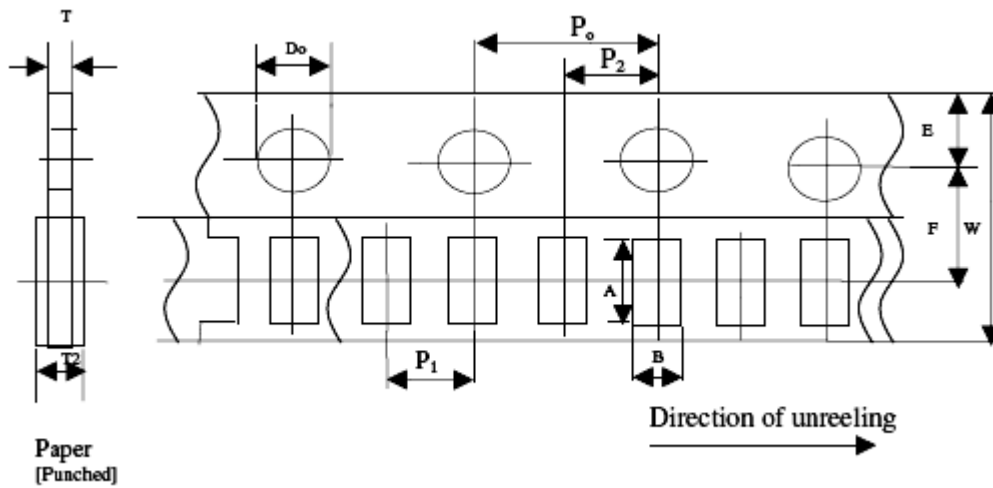 T
Do
Po
P2
E
F
W
A
B
T2
P1
Direction of unreeling
Paper
[Punched]